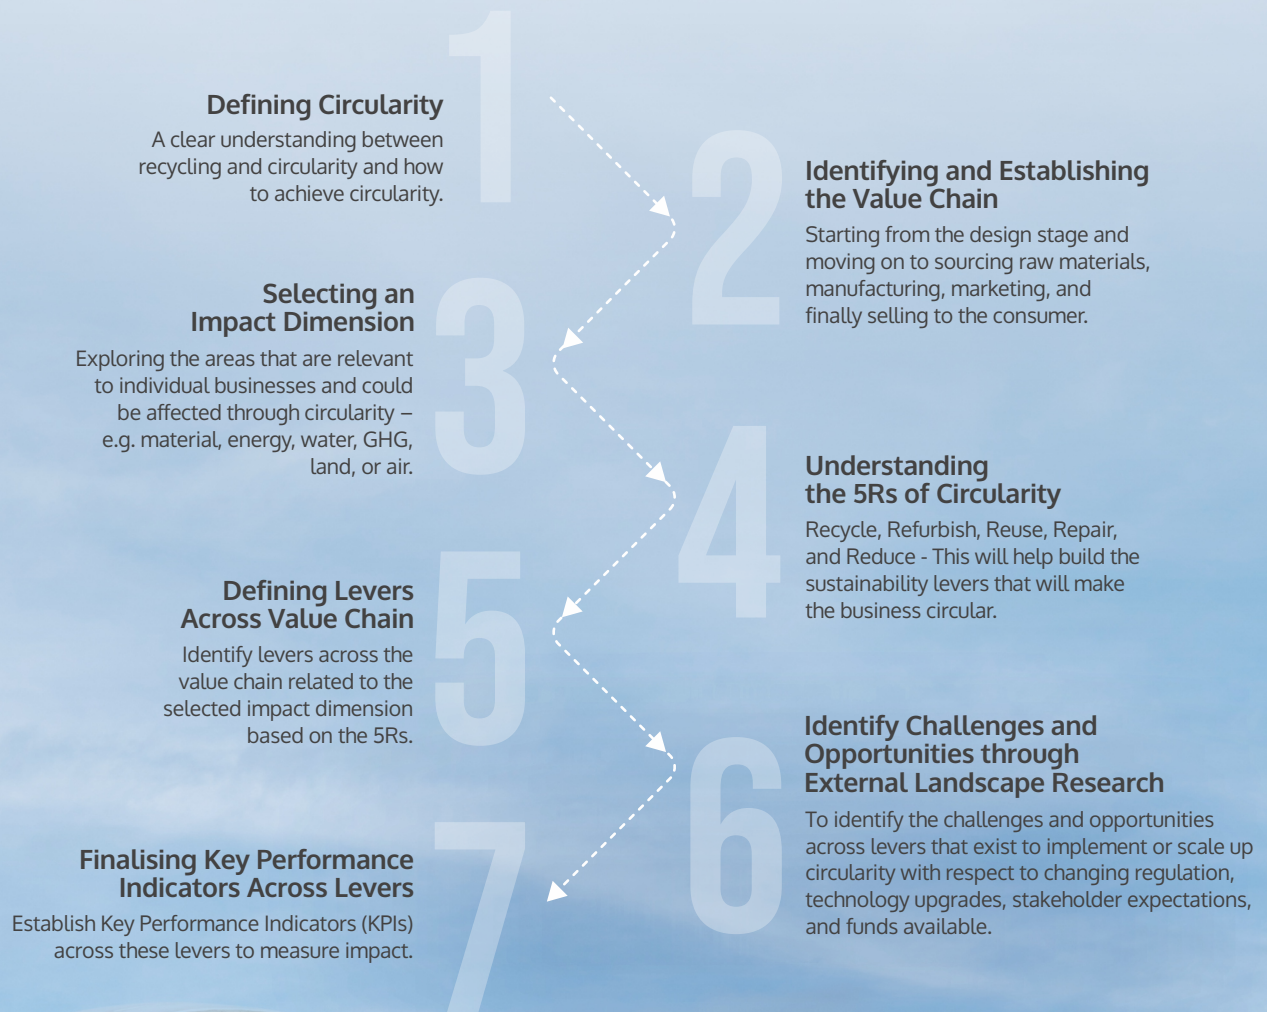 1
Defining Circularity
A clear understanding between
recycling and circularity and how
to achieve circularity.
2
Identifying and Establishing
the Value Chain
Starting from the design stage and
moving on to sourcing raw materials,
manufacturing, marketing, and
finally selling to the consumer.
3
Selecting an
Impact Dimension
Exploring the areas that are relevant
to individual businesses and could
be affected through circularity –
e.g. material, energy, water, GHG,
land, or air.
4
Understanding
the 5Rs of Circularity
Recycle, Refurbish, Reuse, Repair,
and Reduce - This will help build the
sustainability levers that will make
the business circular.
5
Defining Levers
Across Value Chain
Identify levers across the
value chain related to the
selected impact dimension
based on the 5Rs.
6
Identify Challenges and
Opportunities through
External Landscape Research
To identify the challenges and opportunities
across levers that exist to implement or scale up
circularity with respect to changing regulation,
technology upgrades, stakeholder expectations,
and funds available.
7
Finalising Key Performance
Indicators Across Levers
Establish Key Performance Indicators (KPIs)
across these levers to measure impact.